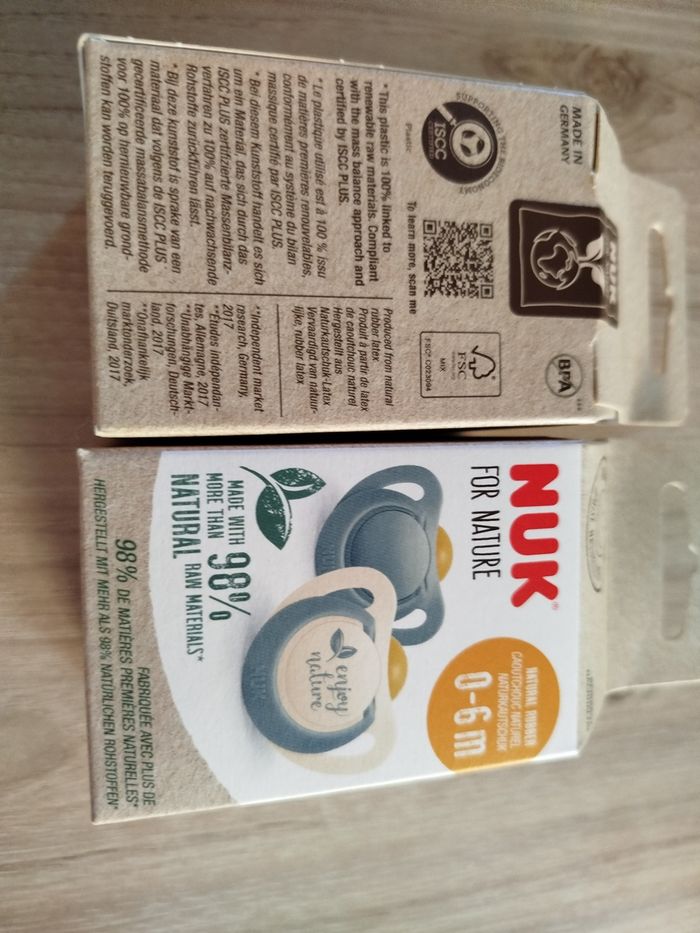 MADE IN
GERMANY
SUPPORTING THE BIOECONOMY
ISCC
CERTIFIED
Plastic
NUK
To learn more, scan me
FSC
MIX
FSC® C023094
BPA
*This plastic is 100% linked to
renewable raw materials. Compliant
with the mass balance approach and
certified by ISCC PLUS.
*Le plastique utilisé est à 100 % issu
de matières premières renouvelables,
conformément au système du bilan
massique certifié par ISCC PLUS.
*Bei diesem Kunststoff handelt es sich
um ein Material, das sich durch das
ISCC PLUS zertifizierte Massenbilanz-
verfahren zu 100% auf nachwachsende
Rohstoffe zurückführen lässt.
*Bij deze kunststof is sprake van een
materiaal dat volgens de ISCC PLUS
gecertificeerde massabalansmethode
voor 100% op hernieuwbare grond-
stoffen kan worden teruggevoerd.
Produced from natural
rubber latex
Produit à partir de latex
de caoutchouc naturel
Hergestellt aus
Naturkautschuk-Latex
Vervaardigd van natuur-
lijke, rubber latex
**Independent market
research, Germany,
2017
**Études indépendan-
tes, Allemagne, 2017
**Unabhängige Markt-
forschungen, Deutsch-
land, 2017
**Onafhankelijk
marktonderzoek,
Duitsland, 2017
NUK®
FOR NATURE
NATURAL RUBBER
CAOUTCHOUC NATUREL
NATURKAUTSCHUK
0-6 m
NUK
enjoy
nature
NUK
MADE WITH
MORE THAN 98%
NATURAL RAW MATERIALS*
FABRIQUÉE AVEC PLUS DE
98% DE MATIÈRES PREMIÈRES NATURELLES*
HERGESTELLT MIT MEHR ALS 98% NATÜRLICHEN ROHSTOFFEN*